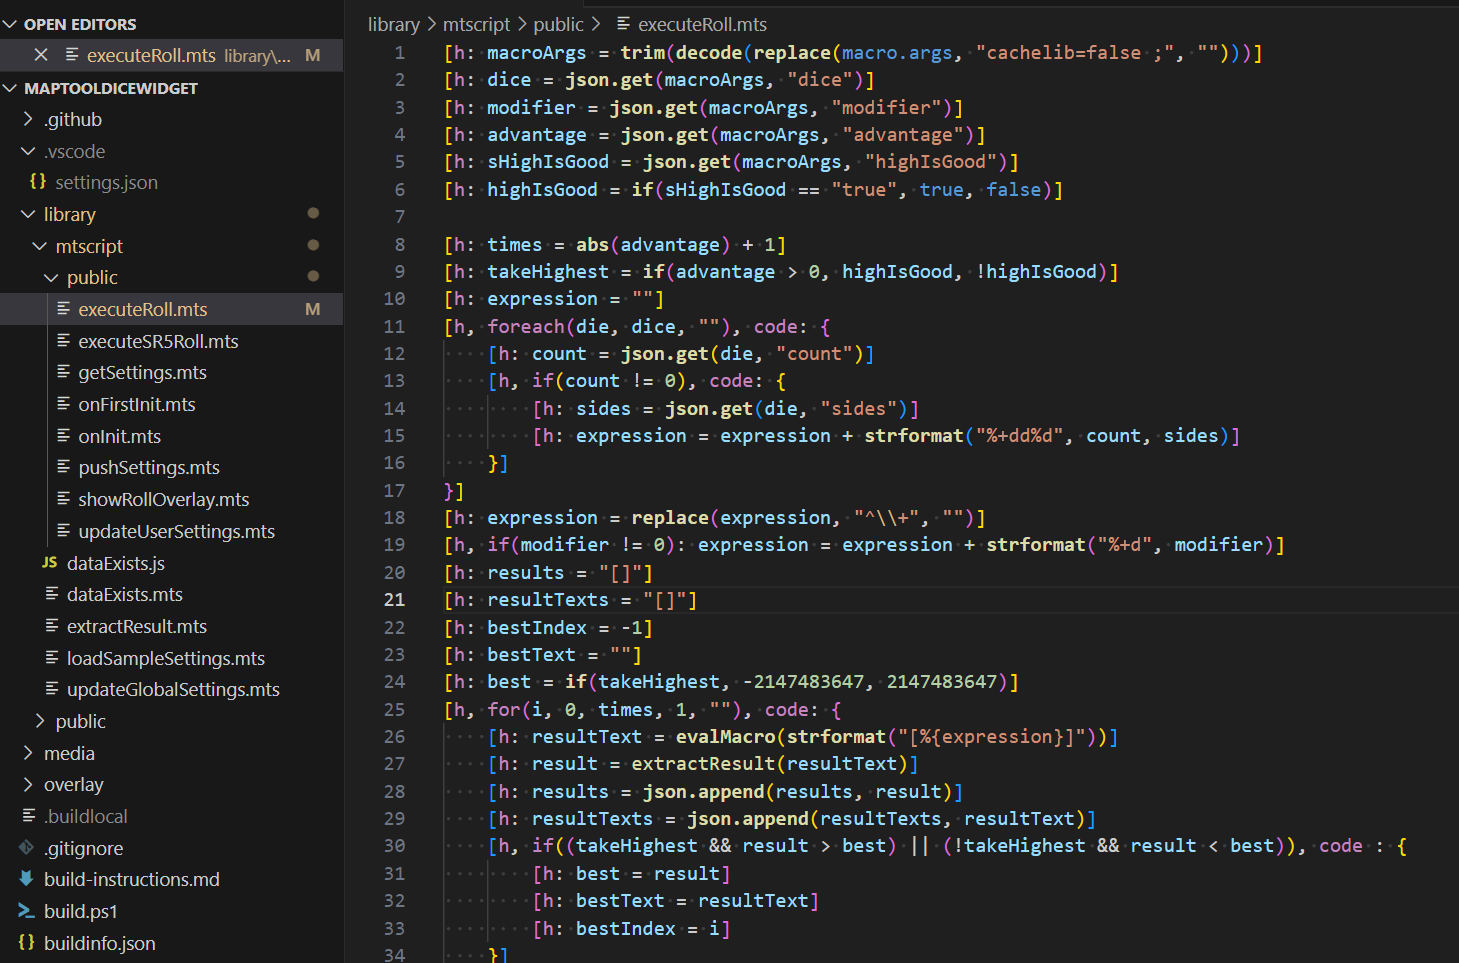 OPEN EDITORS
executeRoll.mts library\... M
MAPTOOLDICEWIDGET
.github
.vscode
{} settings.json
library
mtscript
public
executeRoll.mts M
executeSR5Roll.mts
getSettings.mts
onFirstInit.mts
onInit.mts
pushSettings.mts
showRollOverlay.mts
updateUserSettings.mts
JS dataExists.js
dataExists.mts
extractResult.mts
loadSampleSettings.mts
updateGlobalSettings.mts
public
media
overlay
.buildlocal
.gitignore
build-instructions.md
build.ps1
{} buildinfo.json
library > mtscript > public > executeRoll.mts
1 [h: macroArgs = trim(decode(replace(macro.args, "cachelib=false ;", "")))]
2 [h: dice = json.get(macroArgs, "dice")]
3 [h: modifier = json.get(macroArgs, "modifier")]
4 [h: advantage = json.get(macroArgs, "advantage")]
5 [h: sHighIsGood = json.get(macroArgs, "highIsGood")]
6 [h: highIsGood = if(sHighIsGood == "true", true, false)]
7
8 [h: times = abs(advantage) + 1]
9 [h: takeHighest = if(advantage > 0, highIsGood, !highIsGood)]
10 [h: expression = ""]
11 [h, foreach(die, dice, ""), code: {
12     [h: count = json.get(die, "count")]
13     [h, if(count != 0), code: {
14         [h: sides = json.get(die, "sides")]
15         [h: expression = expression + strformat("%+dd%d", count, sides)]
16     }]
17 }]
18 [h: expression = replace(expression, "^\\+", "")]
19 [h, if(modifier != 0): expression = expression + strformat("%+d", modifier)]
20 [h: results = "[]"]
21 [h: resultTexts = "[]"]
22 [h: bestIndex = -1]
23 [h: bestText = ""]
24 [h: best = if(takeHighest, -2147483647, 2147483647)]
25 [h, for(i, 0, times, 1, ""), code: {
26     [h: resultText = evalMacro(strformat("[%{expression}]"))]
27     [h: result = extractResult(resultText)]
28     [h: results = json.append(results, result)]
29     [h: resultTexts = json.append(resultTexts, resultText)]
30     [h, if((takeHighest && result > best) || (!takeHighest && result < best)), code : {
31         [h: best = result]
32         [h: bestText = resultText]
33         [h: bestIndex = i]
34     }]